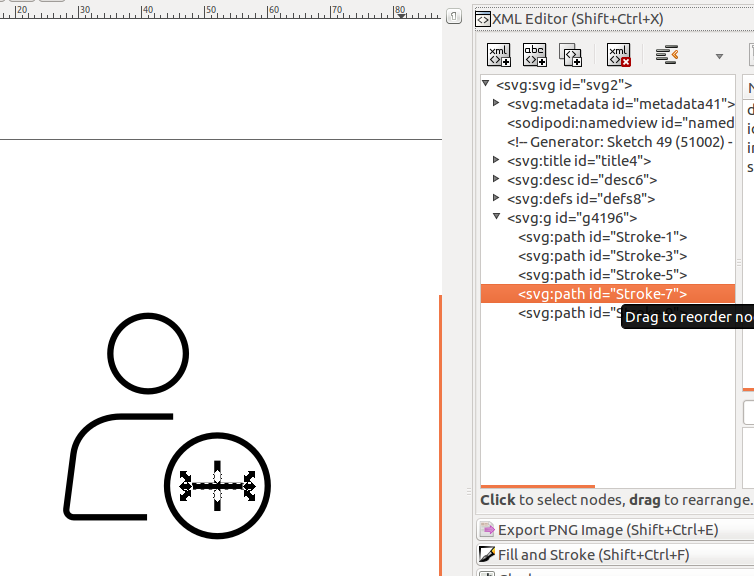 20 30 40 50 60 70 80
XML Editor (Shift+Ctrl+X)
xml abc xml
<svg:svg id="svg2">
<svg:metadata id="metadata41">
<sodipodi:namedview id="named
<!-- Generator: Sketch 49 (51002) -
<svg:title id="title4">
<svg:desc id="desc6">
<svg:defs id="defs8">
<svg:g id="g4196">
<svg:path id="Stroke-1">
<svg:path id="Stroke-3">
<svg:path id="Stroke-5">
<svg:path id="Stroke-7">
<svg:path id="S
Drag to reorder no
N
d
id
in
s
Click to select nodes, drag to rearrange.
Export PNG Image (Shift+Ctrl+E)
Fill and Stroke (Shift+Ctrl+F)